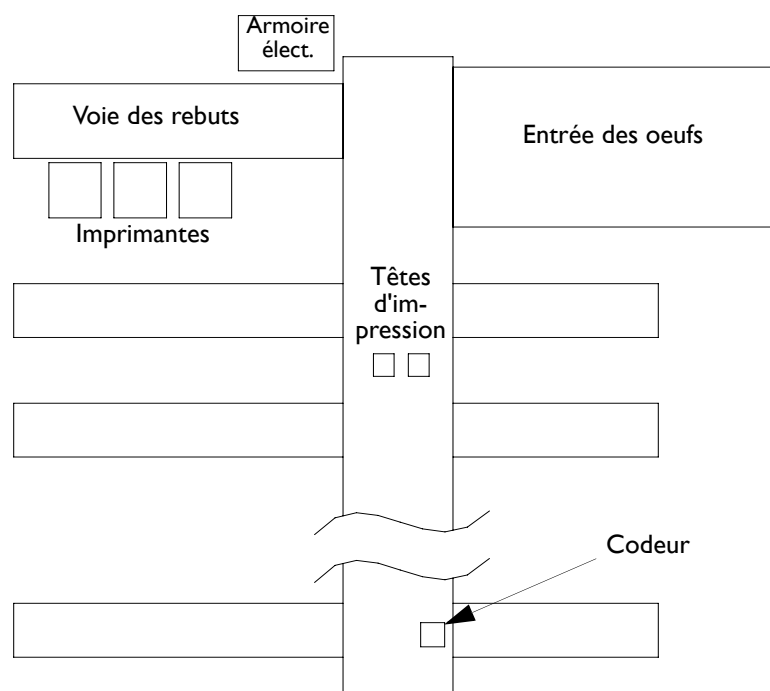 Armoire
élect.
Voie des rebuts
Entrée des oeufs
Imprimantes
Têtes
d'im-
pression
Codeur